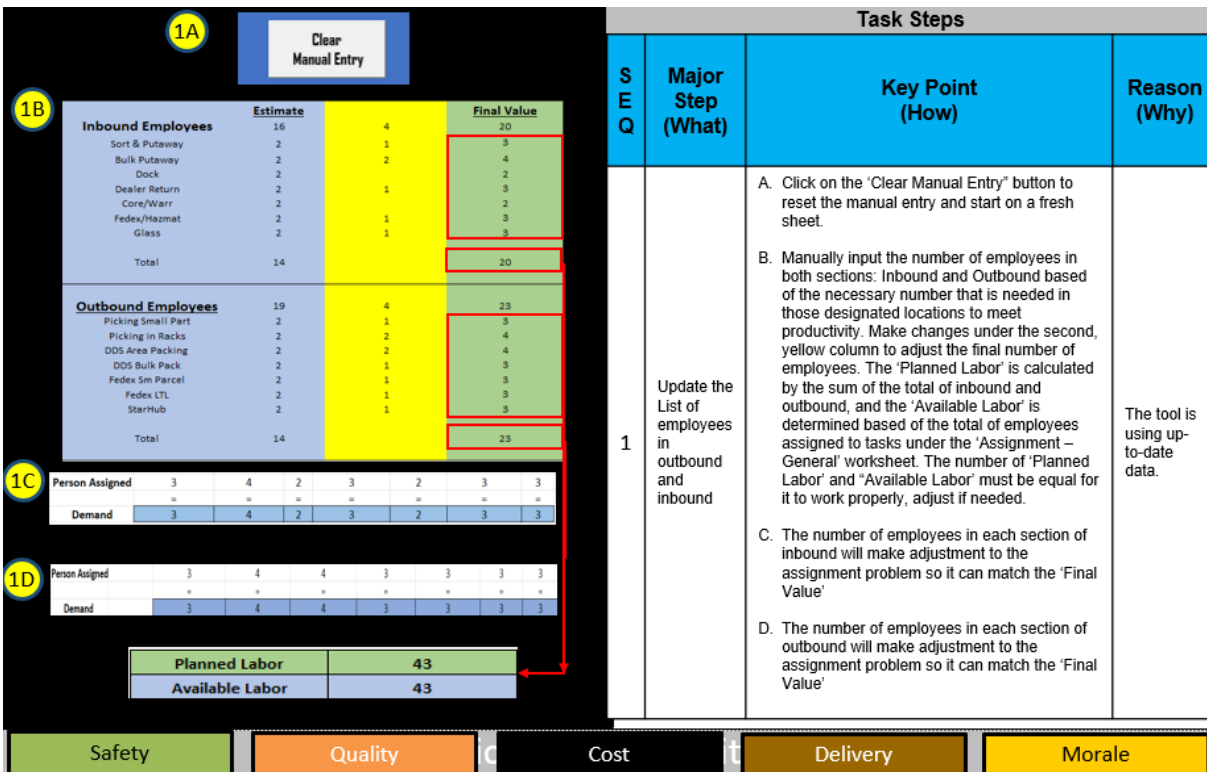 1A
Clear
Manual Entry
1B
Estimate Final Value
Inbound Employees 16 4 20
Sort & Putaway 2 1 3
Bulk Putaway 2 2 4
Dock 2 2
Dealer Return 2 1 3
Core/Warr 2 2
Fedex/Hazmat 2 1 3
Glass 2 1 3
Total 14 20
Outbound Employees 19 4 23
Picking Small Part 2 1 3
Picking in Racks 2 2 4
DDS Area Packing 2 2 4
DDS Bulk Pack 2 1 3
Fedex Sm Parcel 2 1 3
Fedex LTL 2 1 3
StarHub 2 1 3
Total 14 23
1C
Person Assigned 3 4 2 3 2 3 3
= = = = = = =
Demand 3 4 2 3 2 3 3
1D
Person Assigned 3 4 4 3 3 3 3
= = = = = = =
Demand 3 4 4 3 3 3 3
Planned Labor 43
Available Labor 43
Task Steps
S
E
Q
Major
Step
(What)
Key Point
(How)
Reason
(Why)
1
Update the
List of
employees
in
outbound
and
inbound
A. Click on the ‘Clear Manual Entry” button to
reset the manual entry and start on a fresh
sheet.
B. Manually input the number of employees in
both sections: Inbound and Outbound based
of the necessary number that is needed in
those designated locations to meet
productivity. Make changes under the second,
yellow column to adjust the final number of
employees. The ‘Planned Labor’ is calculated
by the sum of the total of inbound and
outbound, and the ‘Available Labor’ is
determined based of the total of employees
assigned to tasks under the ‘Assignment –
General’ worksheet. The number of ‘Planned
Labor’ and “Available Labor’ must be equal for
it to work properly, adjust if needed.
C. The number of employees in each section of
inbound will make adjustment to the
assignment problem so it can match the ‘Final
Value’
D. The number of employees in each section of
outbound will make adjustment to the
assignment problem so it can match the ‘Final
Value’
The tool is
using up-
to-date
data.
Safety
Quality
Cost
Delivery
Morale